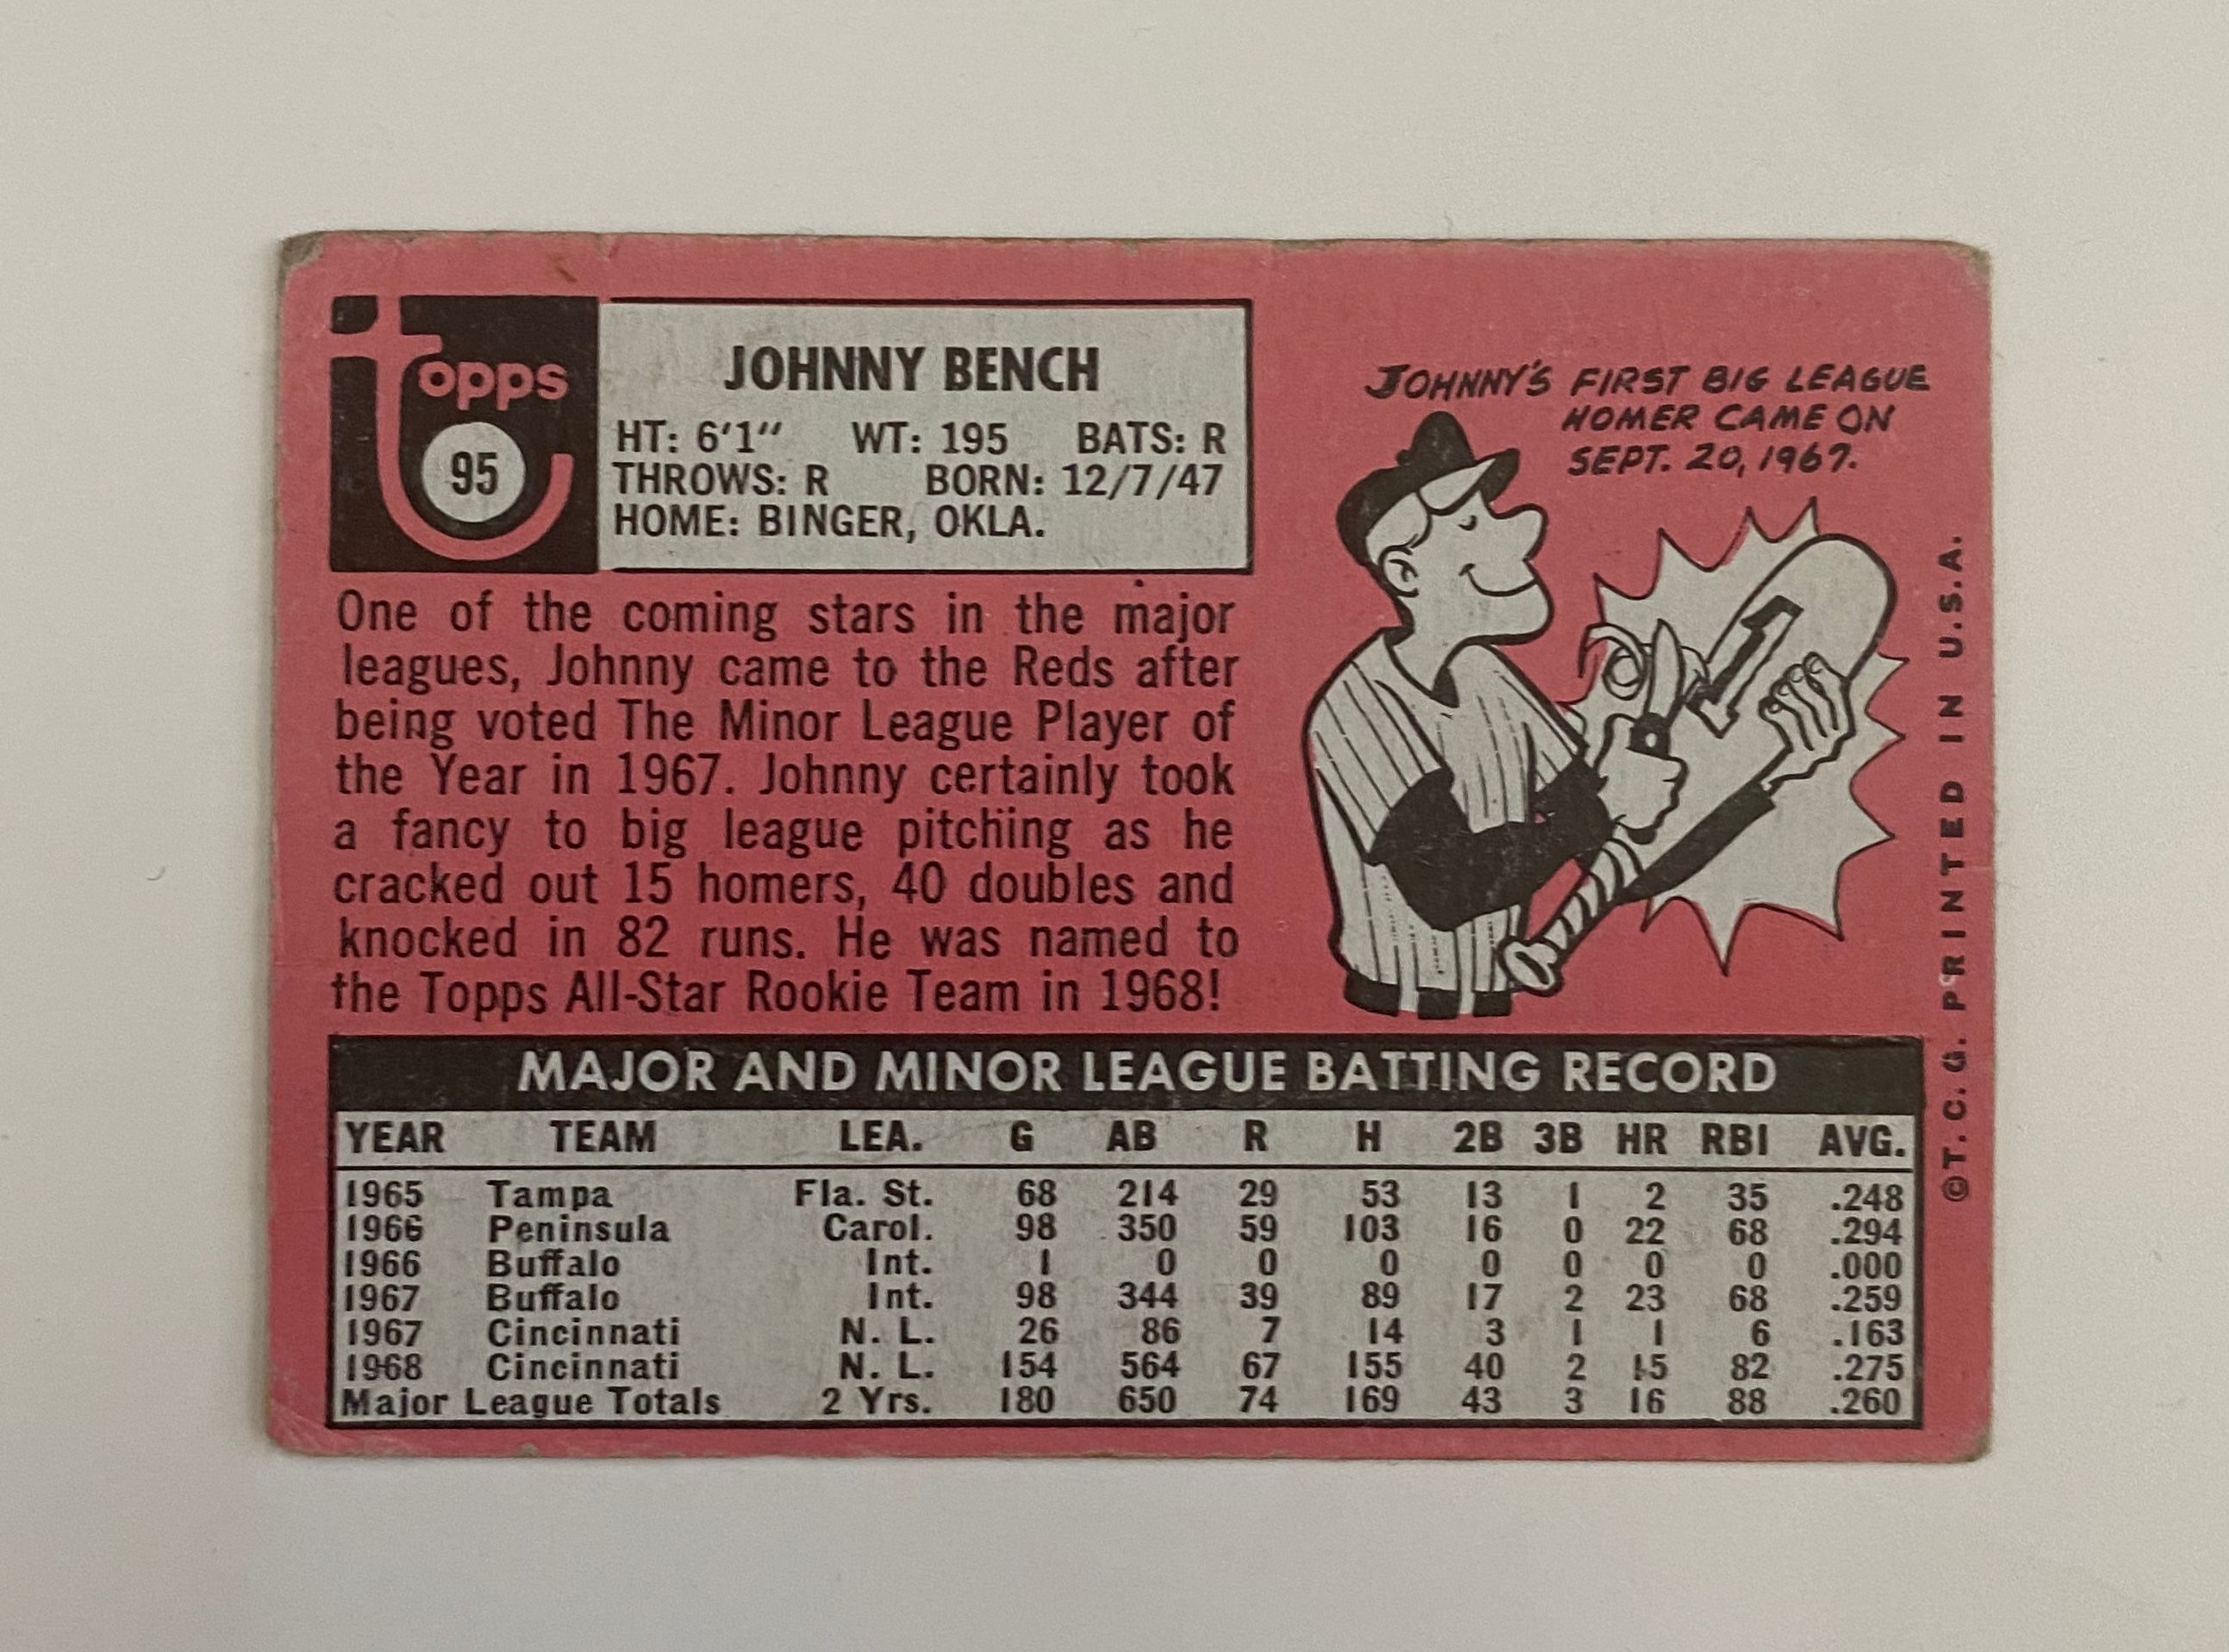 topps
95
JOHNNY BENCH
HT: 6'1" WT: 195 BATS: R
THROWS: R BORN: 12/7/47
HOME: BINGER, OKLA.
JOHNNY'S FIRST BIG LEAGUE
HOMER CAME ON
SEPT. 20, 1967.
1
One of the coming stars in the major
leagues, Johnny came to the Reds after
being voted The Minor League Player of
the Year in 1967. Johnny certainly took
a fancy to big league pitching as he
cracked out 15 homers, 40 doubles and
knocked in 82 runs. He was named to
the Topps All-Star Rookie Team in 1968!
MAJOR AND MINOR LEAGUE BATTING RECORD
YEAR TEAM LEA. G AB R H 2B 3B HR RBI AVG.
1965 Tampa Fla. St. 68 214 29 53 13 1 2 35 .248
1966 Peninsula Carol. 98 350 59 103 16 0 22 68 .294
1966 Buffalo Int. 1 0 0 0 0 0 0 0 .000
1967 Buffalo Int. 98 344 39 89 17 2 23 68 .259
1967 Cincinnati N. L. 26 86 7 14 3 1 1 6 .163
1968 Cincinnati N. L. 154 564 67 155 40 2 15 82 .275
Major League Totals 2 Yrs. 180 650 74 169 43 3 16 88 .260
©T. C. G. PRINTED IN U.S.A.